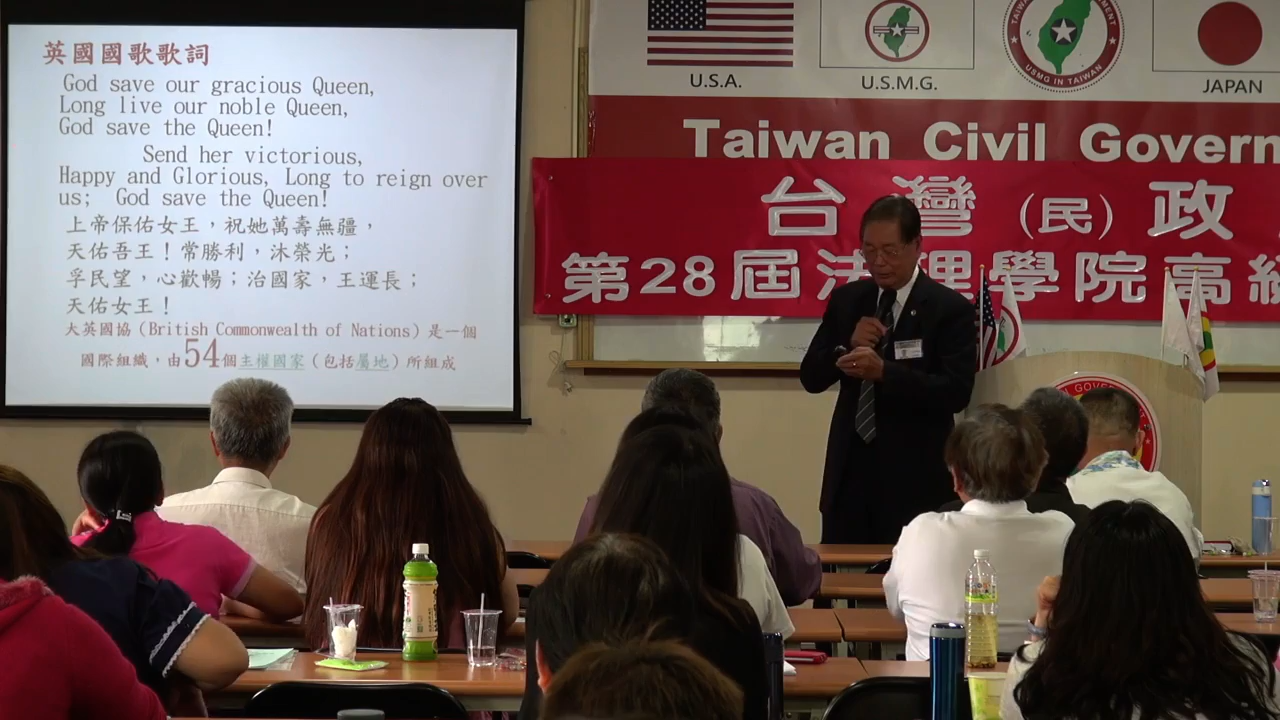 英國國歌歌詞
God save our gracious Queen,
Long live our noble Queen,
God save the Queen!
Send her victorious,
Happy and Glorious, Long to reign over
us; God save the Queen!
上帝保佑女王，祝她萬壽無疆，
天佑吾王！常勝利，沐榮光；
孚民望，心歡暢；治國家，王運長；
天佑女王！
大英國協（British Commonwealth of Nations）是一個
國際組織，由54個主權國家（包括屬地）所組成
U.S.A.
U.S.M.G.
USMG IN TAIWAN
JAPAN
Taiwan Civil Govern
台灣（民）政
第28屆法理學院高